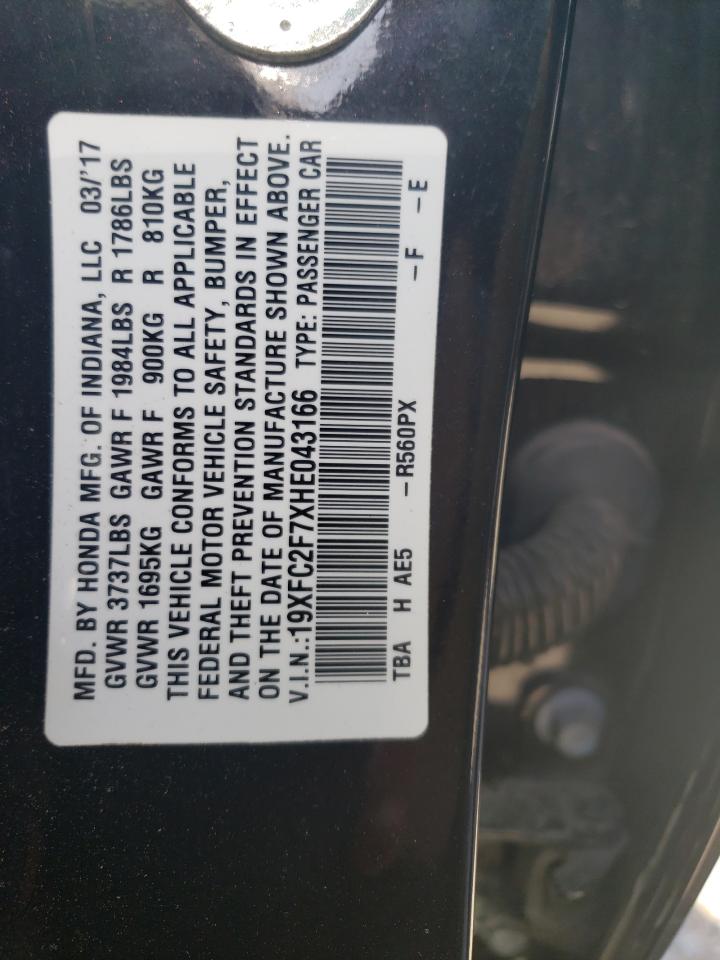 MFD. BY HONDA MFG. OF INDIANA, LLC 03/'17
GVWR 3737LBS GAWR F 1984LBS R 1786LBS
GVWR 1695KG GAWR F 900KG R 810KG
THIS VEHICLE CONFORMS TO ALL APPLICABLE
FEDERAL MOTOR VEHICLE SAFETY, BUMPER,
AND THEFT PREVENTION STANDARDS IN EFFECT
ON THE DATE OF MANUFACTURE SHOWN ABOVE.
V.I.N.:19XFC2F7XHE043166 TYPE: PASSENGER CAR
TBA H AE5 –R560PX –F –E